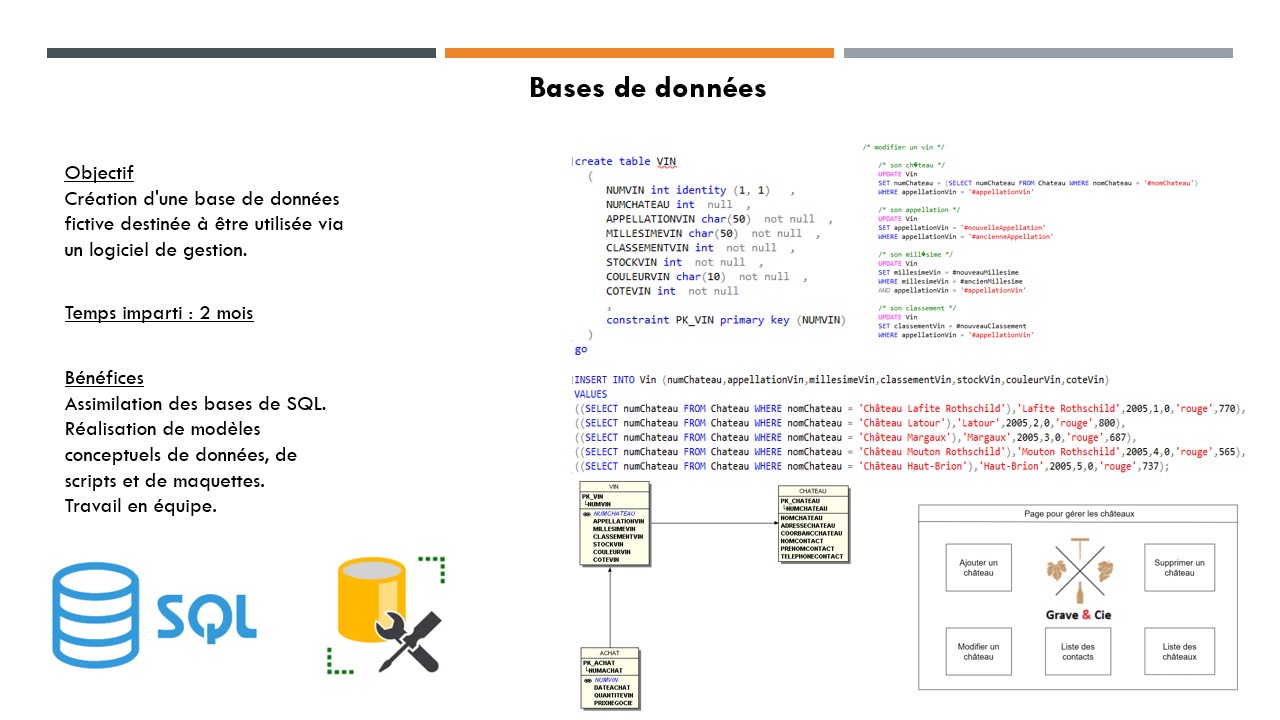 Bases de données
Objectif
Création d'une base de données
fictive destinée à être utilisée via
un logiciel de gestion.
Temps imparti : 2 mois
Bénéfices
Assimilation des bases de SQL.
Réalisation de modèles
conceptuels de données, de
scripts et de maquettes.
Travail en équipe.
SQL
create table VIN
(
NUMVIN int identity (1, 1) ,
NUMCHATEAU int null ,
APPELLATIONVIN char(50) not null ,
MILLESIMEVIN char(50) not null ,
CLASSEMENTVIN int not null ,
STOCKVIN int not null ,
COULEURVIN char(10) not null ,
COTEVIN int not null
,
constraint PK_VIN primary key (NUMVIN)
)
go
/* modifier un vin */
/* son ch�teau */
UPDATE Vin
SET numChateau = (SELECT numChateau FROM Chateau WHERE nomChateau = '#nomChateau')
WHERE appellationVin = '#appellationVin'
/* son appellation */
UPDATE Vin
SET appellationVin = '#nouvelleAppellation'
WHERE appellationVin = '#ancienneAppellation'
/* son mill�sime */
UPDATE Vin
SET millesimeVin = #nouveauMillesime
WHERE millesimeVin = #ancienMillesime
AND appellationVin = '#appellationVin'
/* son classement */
UPDATE Vin
SET classementVin = #nouveauClassement
WHERE appellationVin = '#appellationVin'
INSERT INTO Vin (numChateau,appellationVin,millesimeVin,classementVin,stockVin,couleurVin,coteVin)
VALUES
((SELECT numChateau FROM Chateau WHERE nomChateau = 'Château Lafite Rothschild'),'Lafite Rothschild',2005,1,0,'rouge',770),
((SELECT numChateau FROM Chateau WHERE nomChateau = 'Château Latour'),'Latour',2005,2,0,'rouge',800),
((SELECT numChateau FROM Chateau WHERE nomChateau = 'Château Margaux'),'Margaux',2005,3,0,'rouge',687),
((SELECT numChateau FROM Chateau WHERE nomChateau = 'Château Mouton Rothschild'),'Mouton Rothschild',2005,4,0,'rouge',565),
((SELECT numChateau FROM Chateau WHERE nomChateau = 'Château Haut-Brion'),'Haut-Brion',2005,5,0,'rouge',737);
VIN
PK_VIN
NUMVIN
NUMCHATEAU
APPELLATIONVIN
MILLESIMEVIN
CLASSEMENTVIN
STOCKVIN
COULEURVIN
COTEVIN
CHATEAU
PK_CHATEAU
NUMCHATEAU
NOMCHATEAU
ADRESSECHATEAU
COORBANCCHATEAU
NOMCONTACT
PRENOMCONTACT
TELEPHONECONTACT
ACHAT
PK_ACHAT
NUMACHAT
NUMVIN
DATEACHAT
QUANTITEVIN
PRIXNEGOCIE
Page pour gérer les châteaux
Ajouter un
château
Supprimer un
château
Grave & Cie
Modifier un
château
Liste des
contacts
Liste des
châteaux